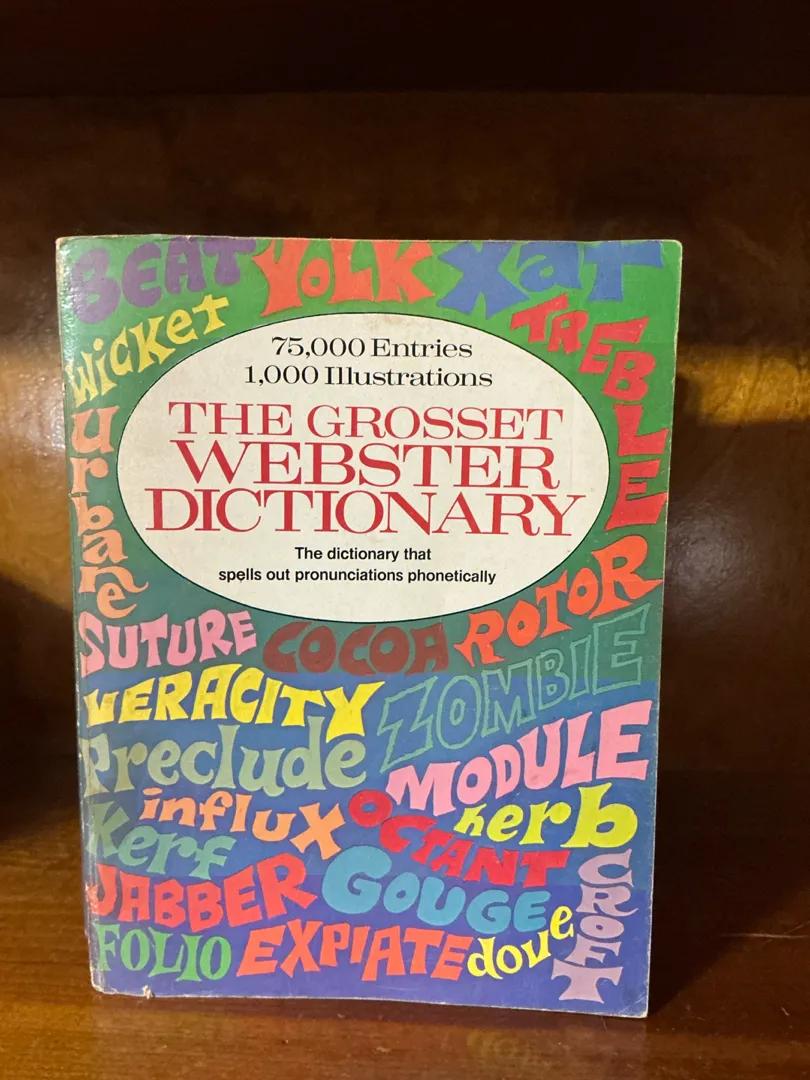 BEAT YOLK Xat
WicKeT
TREBLE
urbane
75,000 Entries
1,000 Illustrations
THE GROSSET
WEBSTER
DICTIONARY
The dictionary that
spells out pronunciations phonetically
SUTURE COCOA ROTOR
VERACITY ZOMBIE
Preclude MODULE
influx OCTANT herb
Kerf
JABBER GOUGE CROFT
FOLIO EXPIATE dove